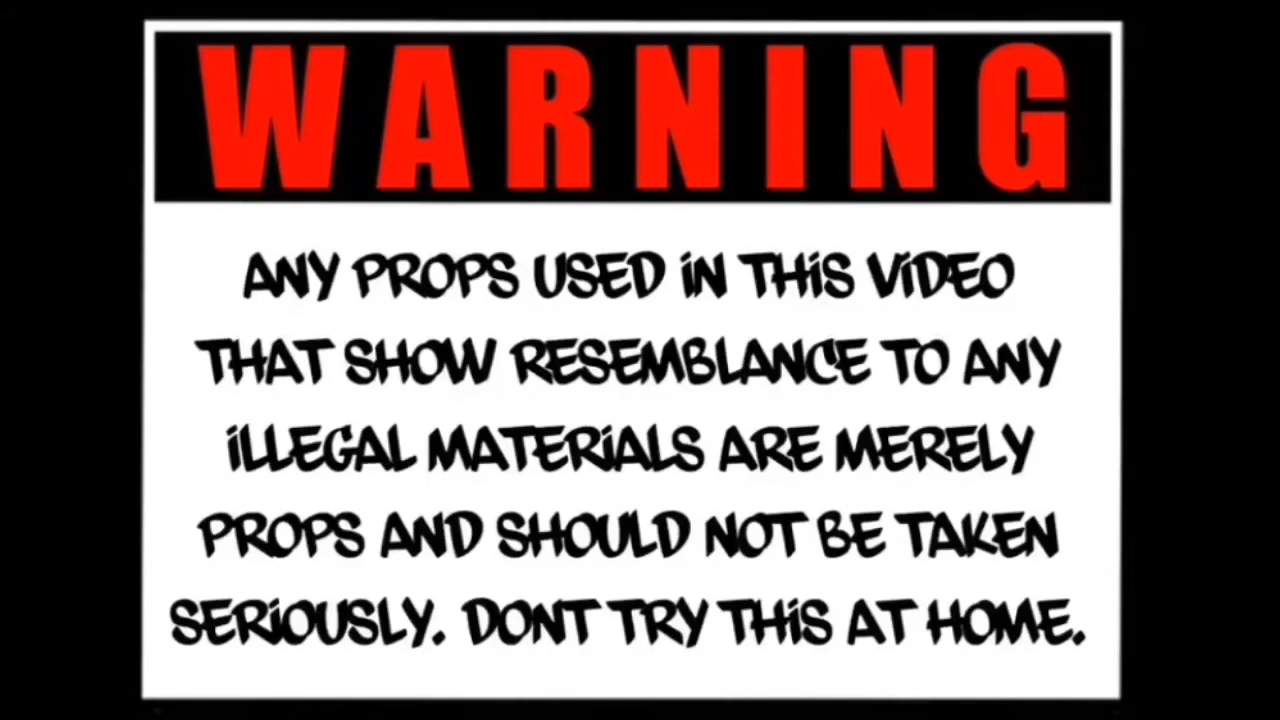 WARNING
ANY PROPS USED iN THiS ViDEO
THAT SHOW RESEMBLANCE TO ANY
iLLEGAL MATERiALS ARE MERELY
PROPS AND SHOULD NOT BE TAKEN
SERiOUSLY. DONT TRY THiS AT HOME.